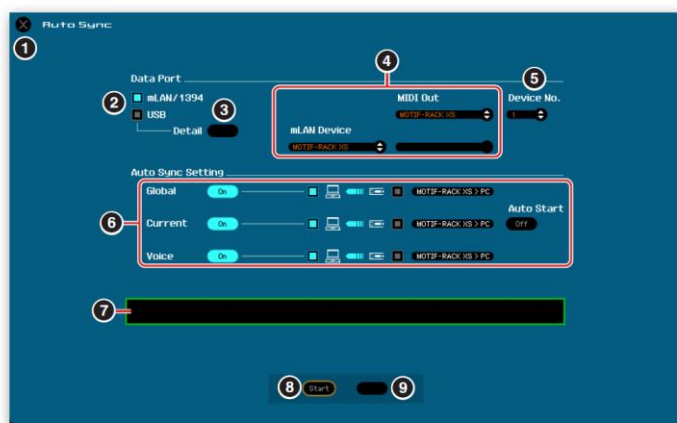 Auto Sync
1
4
Data Port
5
mLAN/1394
MIDI Out
Device No.
2
3
USB
MOTIF-RACK XS
1
Detail
mLAN Device
MOTIF-RACK XS
Auto Sync Setting
Global
On
MOTIF-RACK XS > PC
Auto Start
6
Current
On
MOTIF-RACK XS > PC
Off
Voice
On
MOTIF-RACK XS > PC
7
8
Start
9